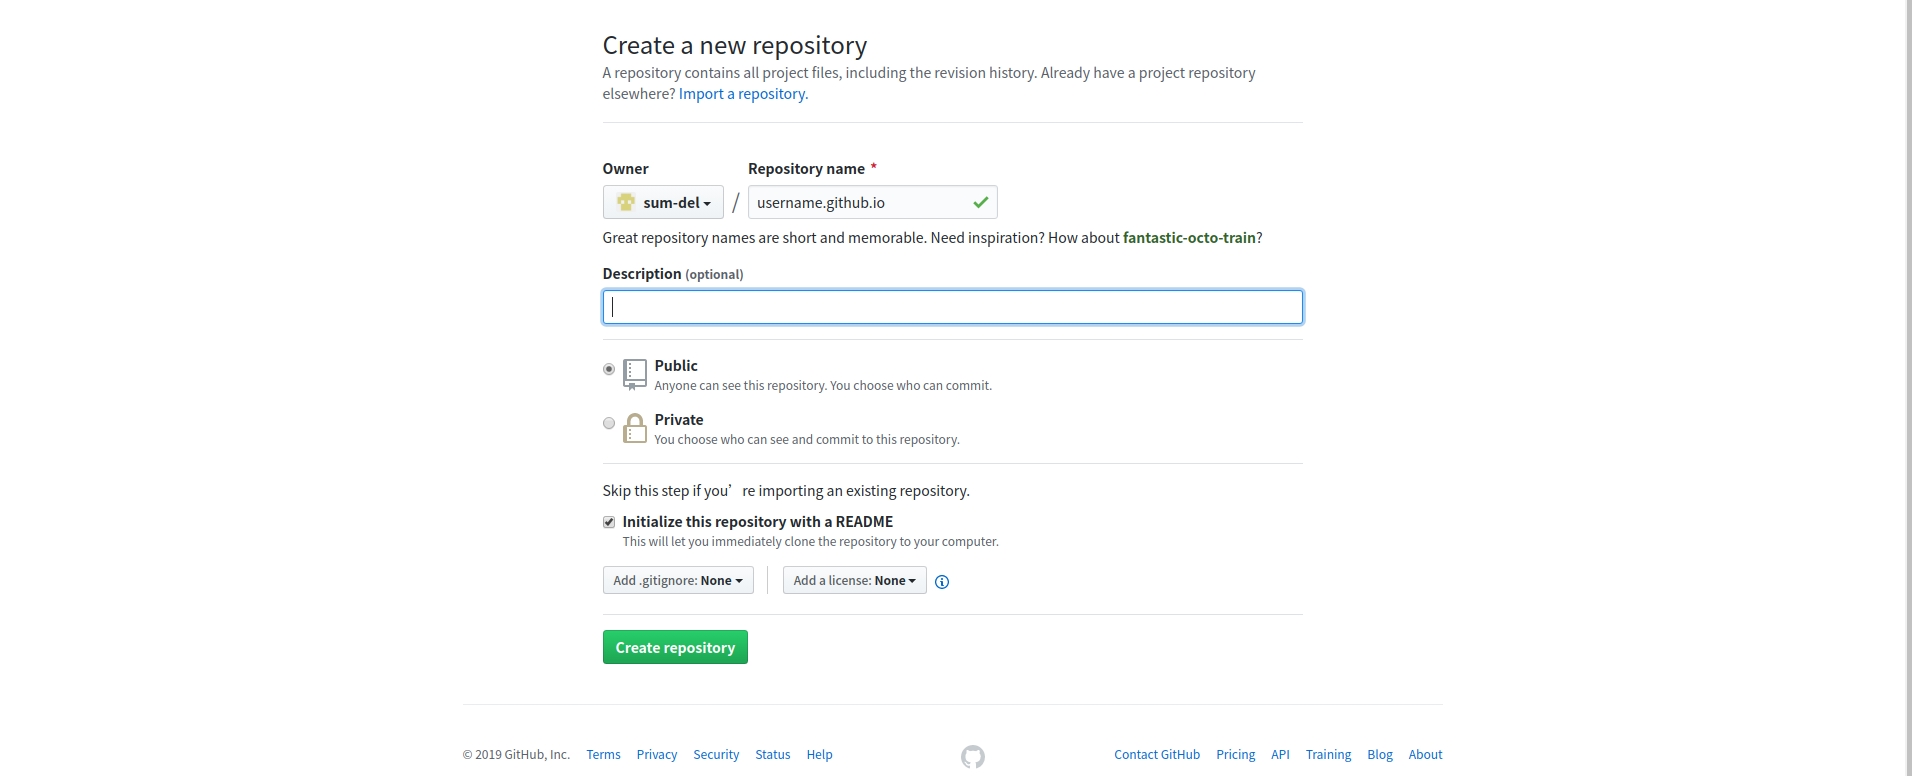 Create a new repository
A repository contains all project files, including the revision history. Already have a project repository
elsewhere? Import a repository.
Owner Repository name *
sum-del / username.github.io
Great repository names are short and memorable. Need inspiration? How about fantastic-octo-train?
Description (optional)
Public
Anyone can see this repository. You choose who can commit.
Private
You choose who can see and commit to this repository.
Skip this step if you’re importing an existing repository.
Initialize this repository with a README
This will let you immediately clone the repository to your computer.
Add .gitignore: None Add a license: None
Create repository
© 2019 GitHub, Inc. Terms Privacy Security Status Help Contact GitHub Pricing API Training Blog About